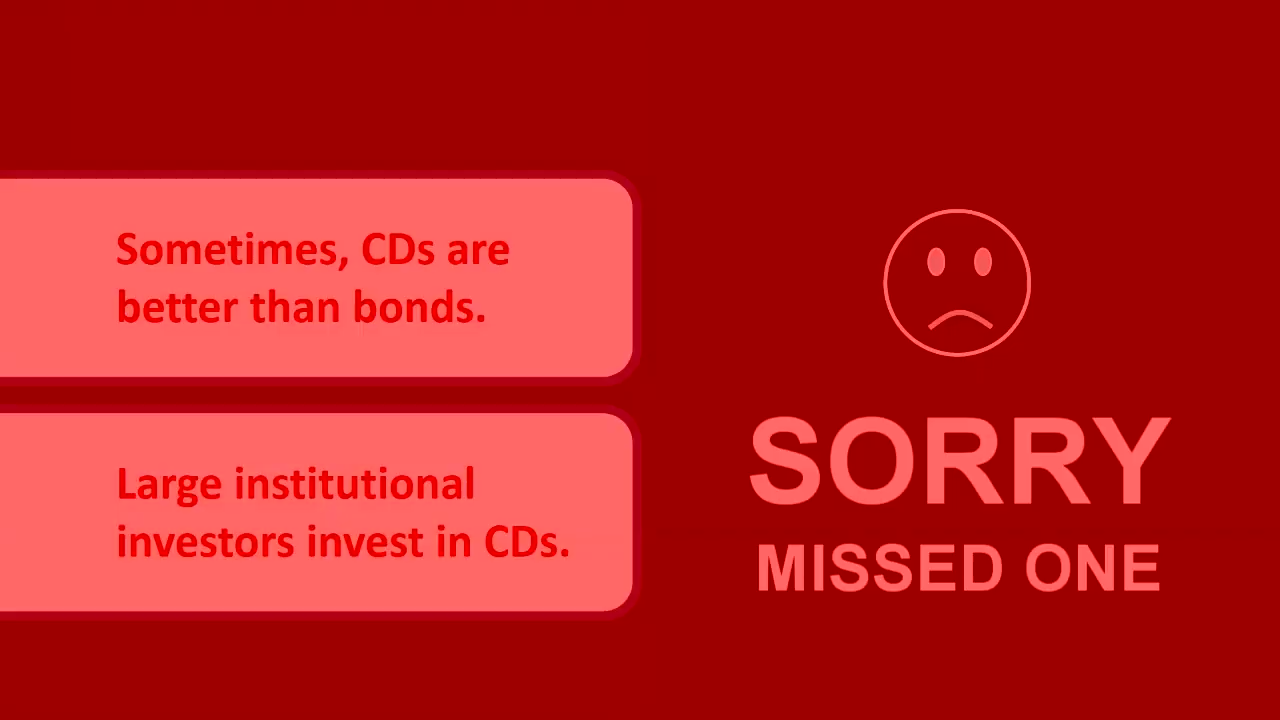 Sometimes, CDs are
better than bonds.
Large institutional
investors invest in CDs.
SORRY
MISSED ONE